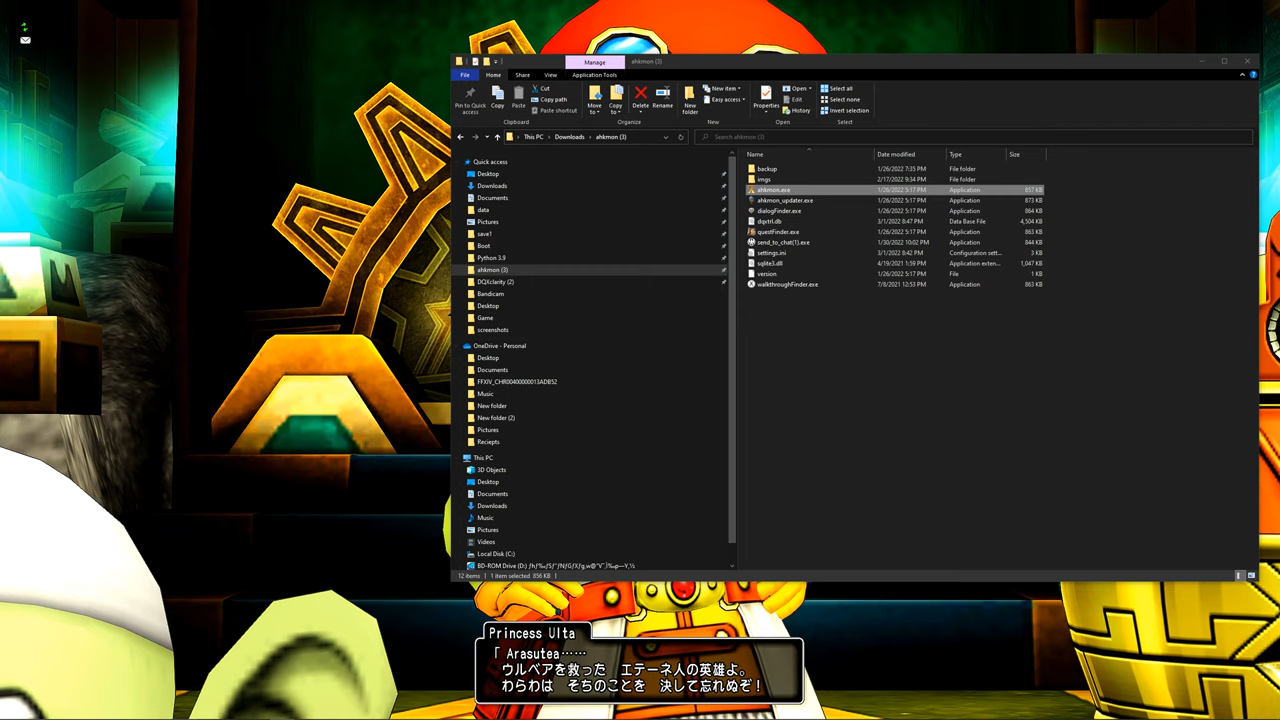 Manage
ahkmon (3)
File
Home
Share
View
Application Tools
Pin to Quick access
Copy
Paste
Cut
Copy path
Paste shortcut
Clipboard
Move to
Copy to
Delete
Rename
Organize
New folder
New item
Easy access
New
Properties
Open
Edit
History
Open
Select all
Select none
Invert selection
Select
This PC
Downloads
ahkmon (3)
Search ahkmon (3)
Quick access
Desktop
Downloads
Documents
data
Pictures
save1
Boot
Python 3.9
ahkmon (3)
DQXclarity (2)
Bandicam
Desktop
Game
screenshots
OneDrive - Personal
Desktop
Documents
FFXIV_CHR00400000013ADB52
Music
New folder
New folder (2)
Pictures
Reciepts
This PC
3D Objects
Desktop
Documents
Downloads
Music
Pictures
Videos
Local Disk (C:)
BD-ROM Drive (D:)
Name Date modified Type Size
backup 1/26/2022 7:35 PM File folder
imgs 2/17/2022 9:34 PM File folder
ahkmon.exe 1/26/2022 5:17 PM Application 857 KB
ahkmon_updater.exe 1/26/2022 5:17 PM Application 873 KB
dialogFinder.exe 1/26/2022 5:17 PM Application 864 KB
dqxtrl.db 3/1/2022 8:47 PM Data Base File 4,504 KB
questFinder.exe 1/26/2022 5:17 PM Application 863 KB
send_to_chat(1).exe 1/30/2022 10:02 PM Application 844 KB
settings.ini 3/1/2022 8:42 PM Configuration sett... 3 KB
sqlite3.dll 4/19/2021 1:59 PM Application exten... 1,047 KB
version 1/26/2022 5:17 PM File 1 KB
walkthroughFinder.exe 7/8/2021 12:53 PM Application 863 KB
12 items
1 item selected 856 KB
Princess Ulta
「 Arasutea……
ウルベアを救った エテーネ人の英雄よ。
わらわは そちのことを 決して忘れぬぞ！